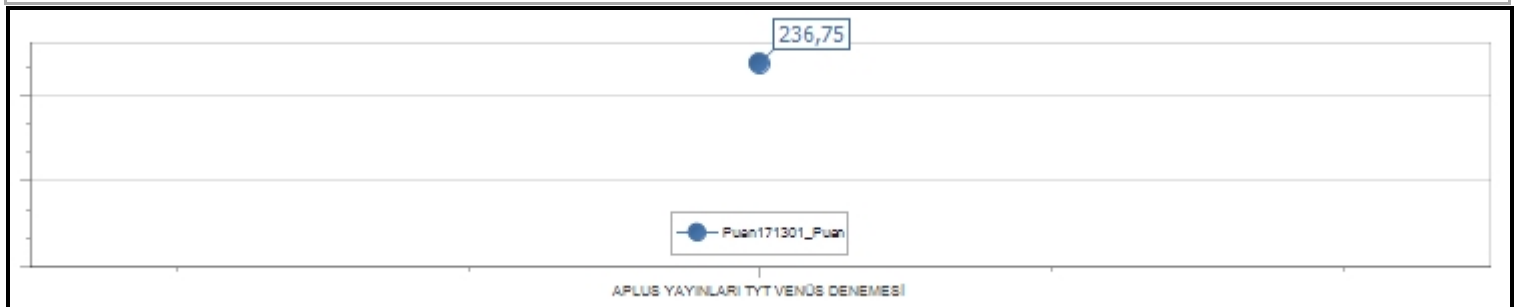 236,75
Puan171301_Puan
APLUS YAYINLARI TYT VENÜS DENEMESİ